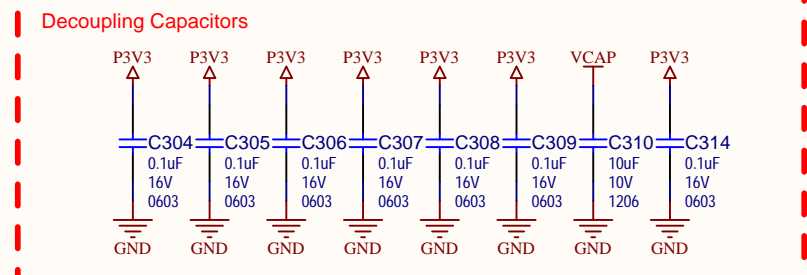 Decoupling Capacitors
P3V3 P3V3 P3V3 P3V3 P3V3 P3V3 VCAP P3V3
C304 C305 C306 C307 C308 C309 C310 C314
0.1uF 0.1uF 0.1uF 0.1uF 0.1uF 0.1uF 10uF 0.1uF
16V 16V 16V 16V 16V 16V 10V 16V
0603 0603 0603 0603 0603 0603 1206 0603
GND GND GND GND GND GND GND GND